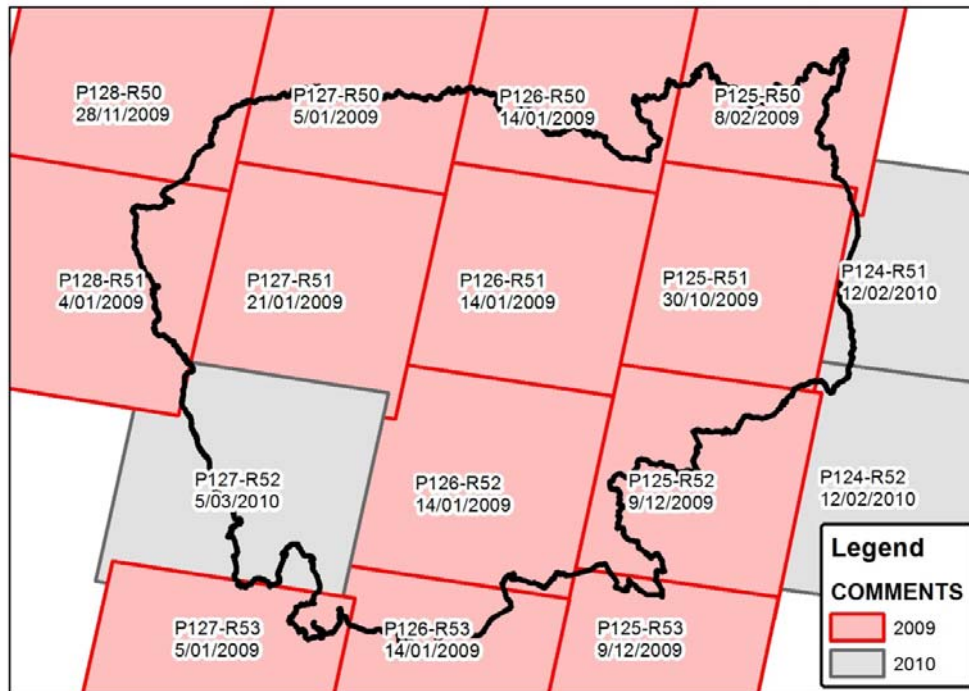 P128-R50
28/11/2009
P127-R50
5/01/2009
P126-R50
14/01/2009
P125-R50
8/02/2009
P128-R51
4/01/2009
P127-R51
21/01/2009
P126-R51
14/01/2009
P125-R51
30/10/2009
P124-R51
12/02/2010
P127-R52
5/03/2010
P126-R52
14/01/2009
P125-R52
9/12/2009
P124-R52
12/02/2010
P127-R53
5/01/2009
P126-R53
14/01/2009
P125-R53
9/12/2009
Legend
COMMENTS
2009
2010